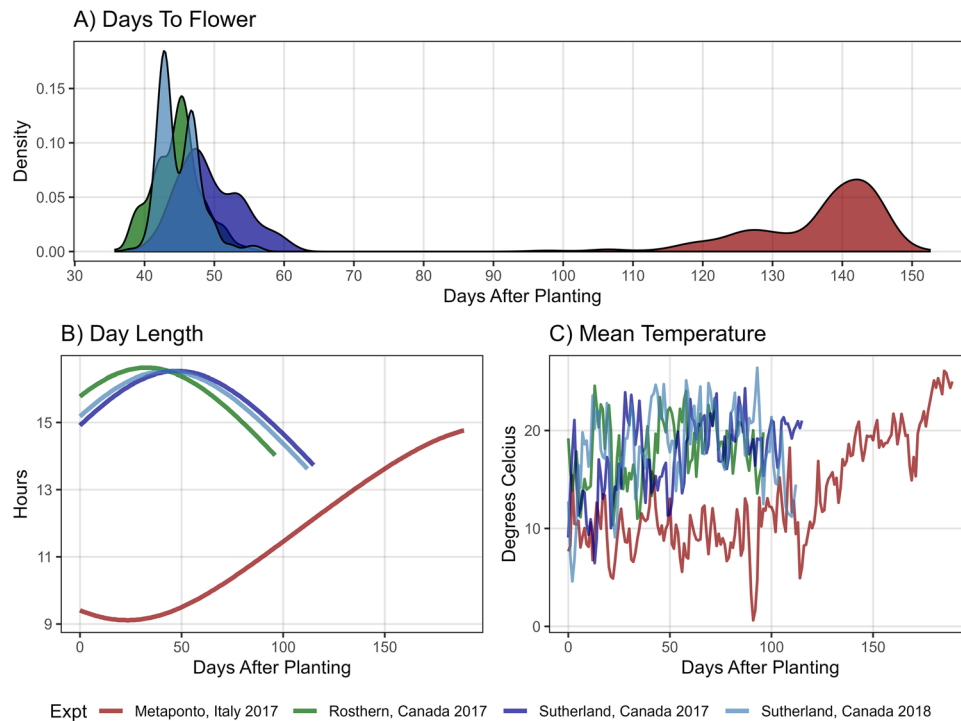 A) Days To Flower
Density
0.15
0.10
0.05
0.00
30 40 50 60 70 80 90 100 110 120 130 140 150
Days After Planting
B) Day Length
Hours
15
13
11
9
0 50 100 150
Days After Planting
C) Mean Temperature
Degrees Celcius
20
10
0
0 50 100 150
Days After Planting
Expt Metaponto, Italy 2017 Rosthern, Canada 2017 Sutherland, Canada 2017 Sutherland, Canada 2018